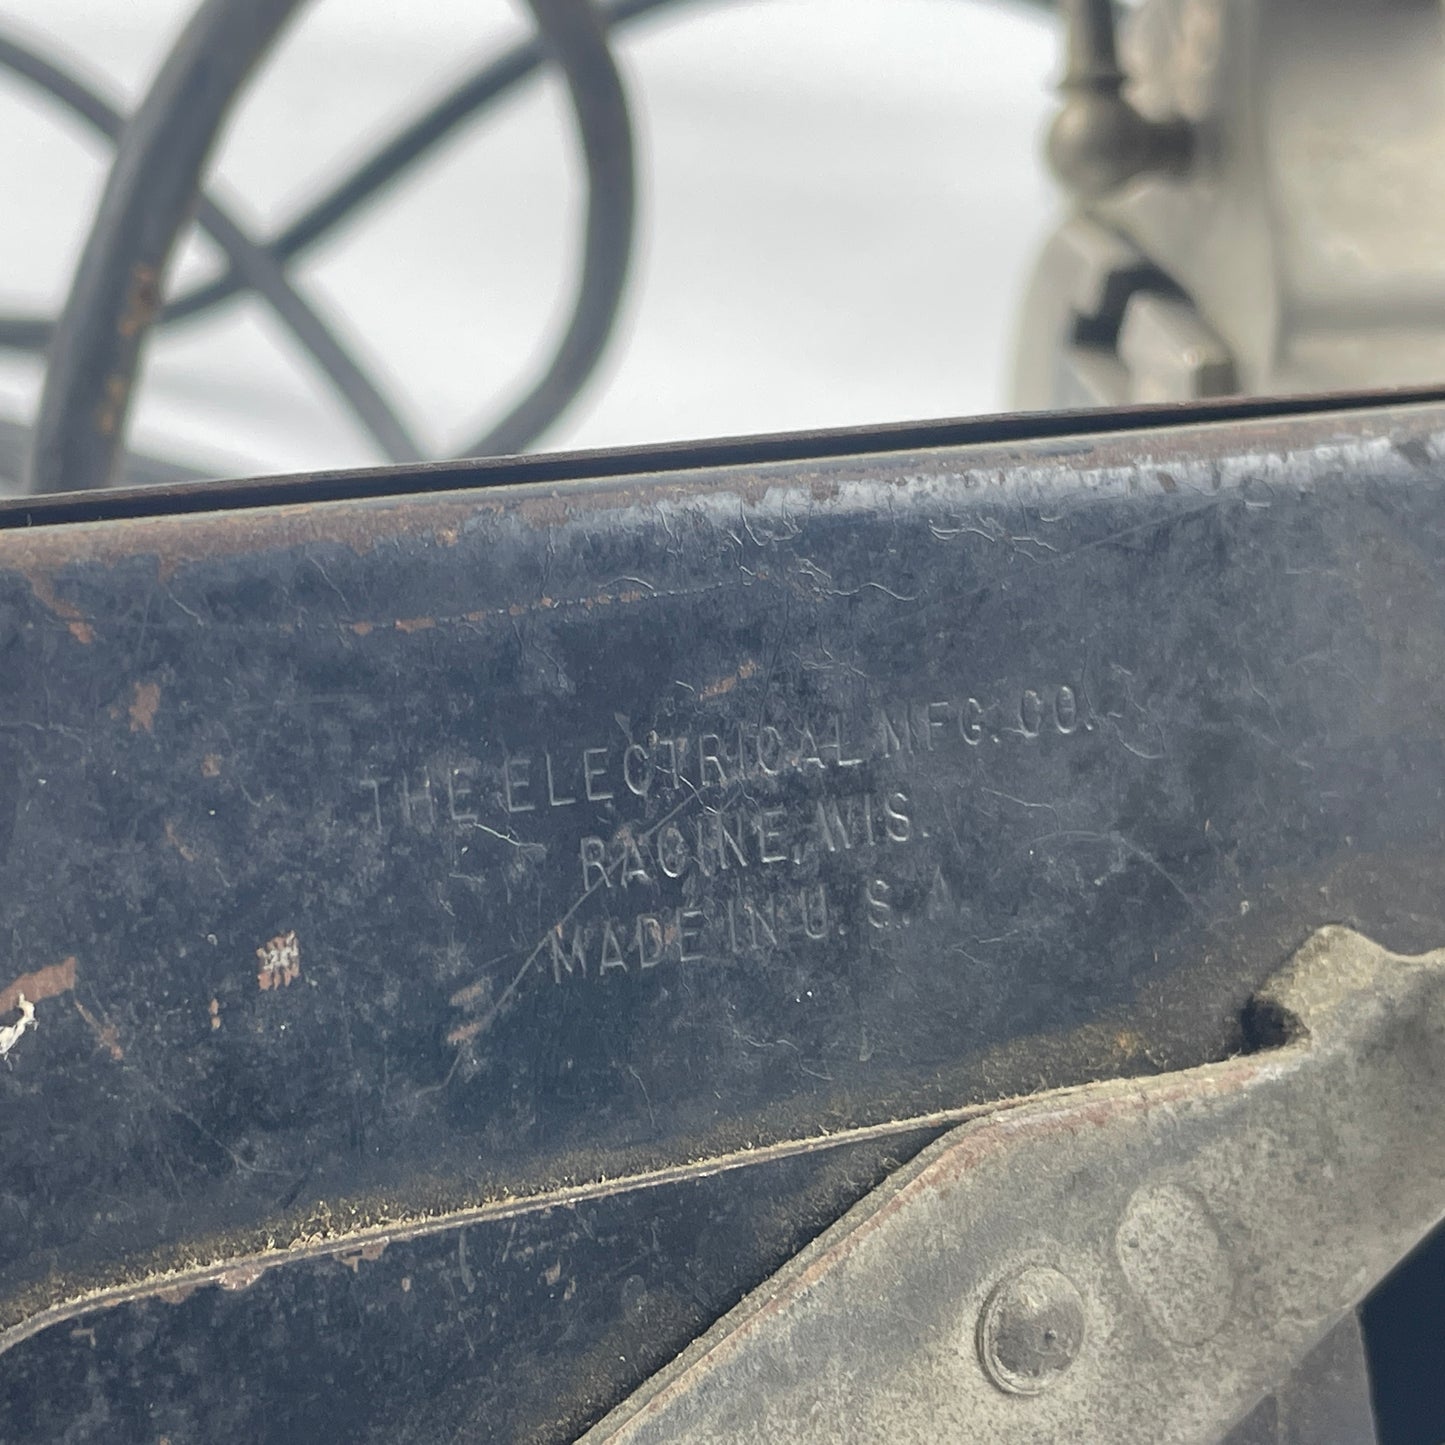 THE ELECTRICAL MFG. CO.
RACINE, WIS.
MADE IN U. S. A